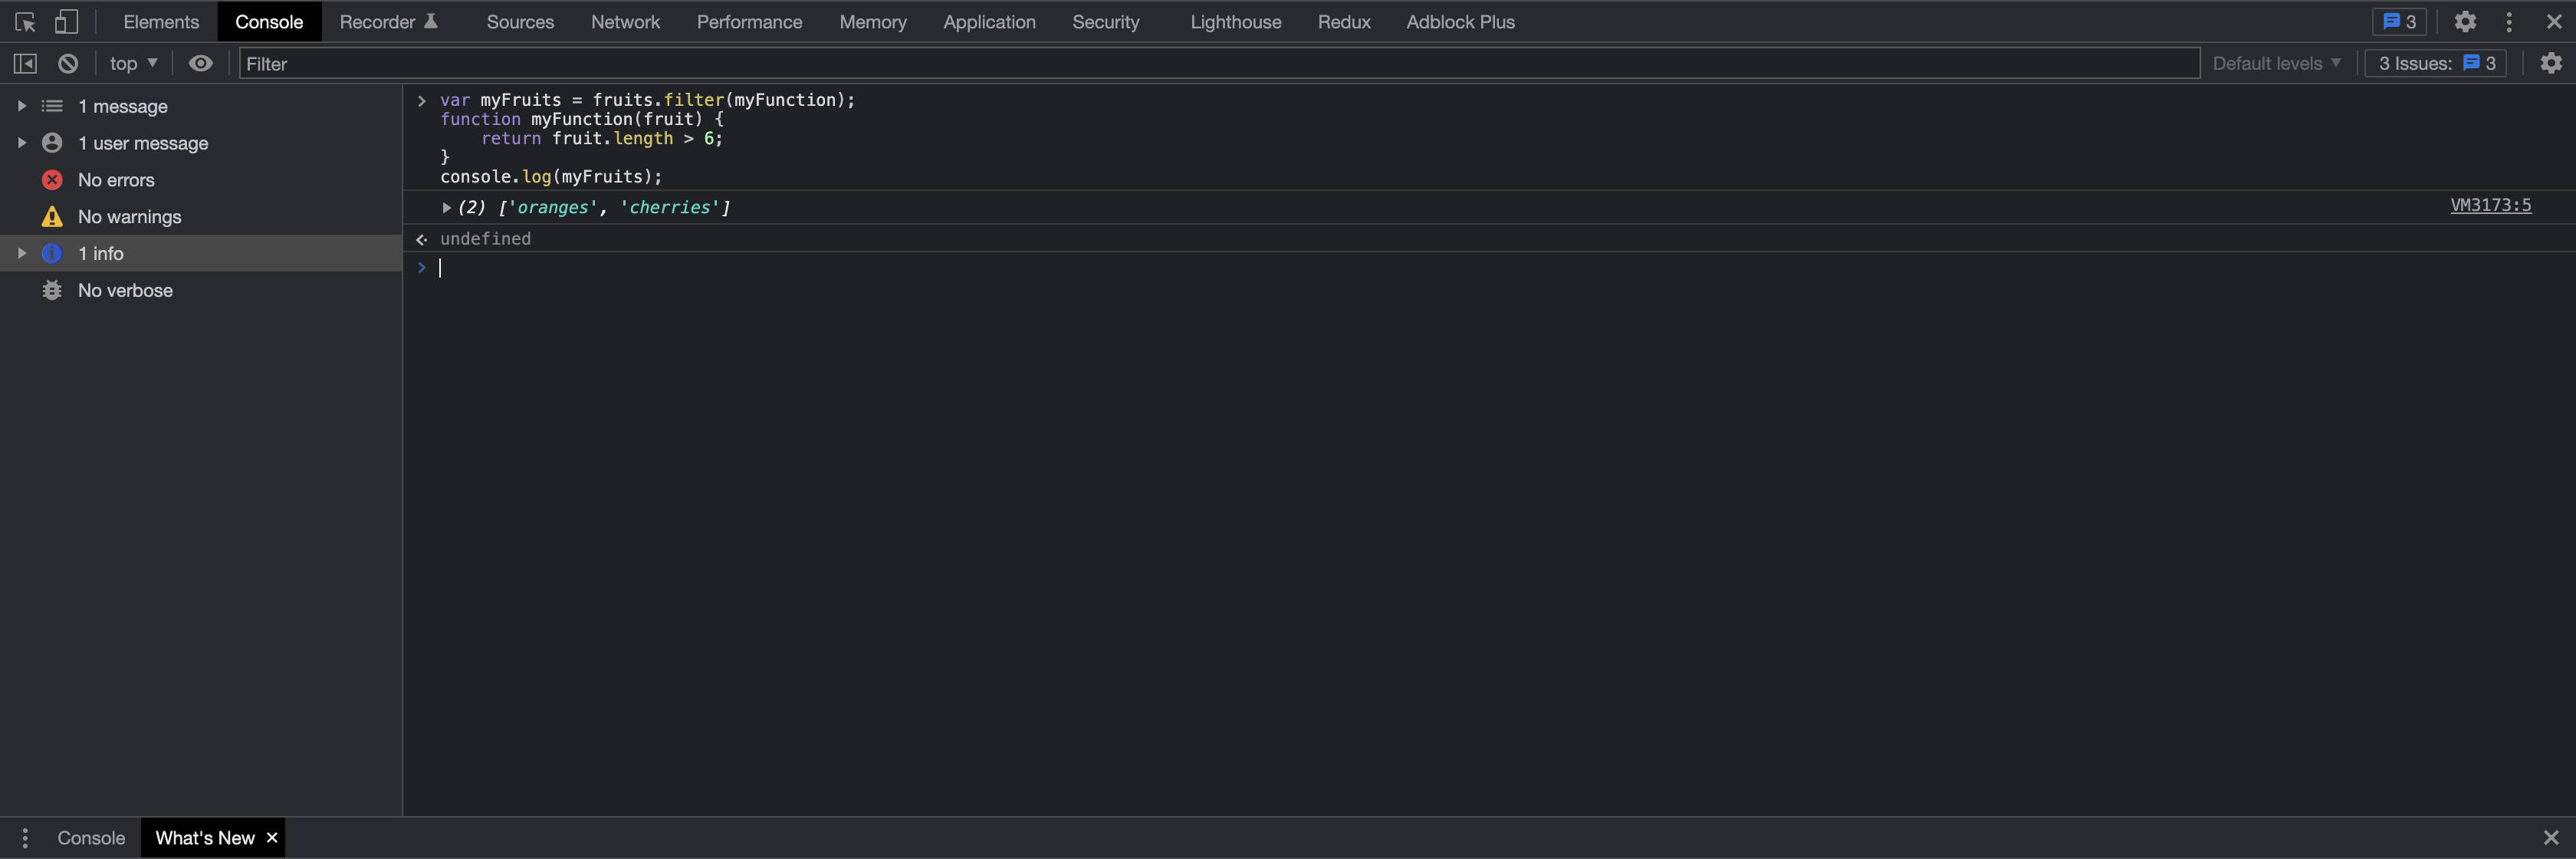 Elements Console Recorder Sources Network Performance Memory Application Security Lighthouse Redux Adblock Plus 3
top Filter Default levels 3 Issues: 3
1 message
1 user message
No errors
No warnings
1 info
No verbose
var myFruits = fruits.filter(myFunction);
function myFunction(fruit) {
    return fruit.length > 6;
}
console.log(myFruits);
(2) ['oranges', 'cherries'] VM3173:5
undefined
Console What's New